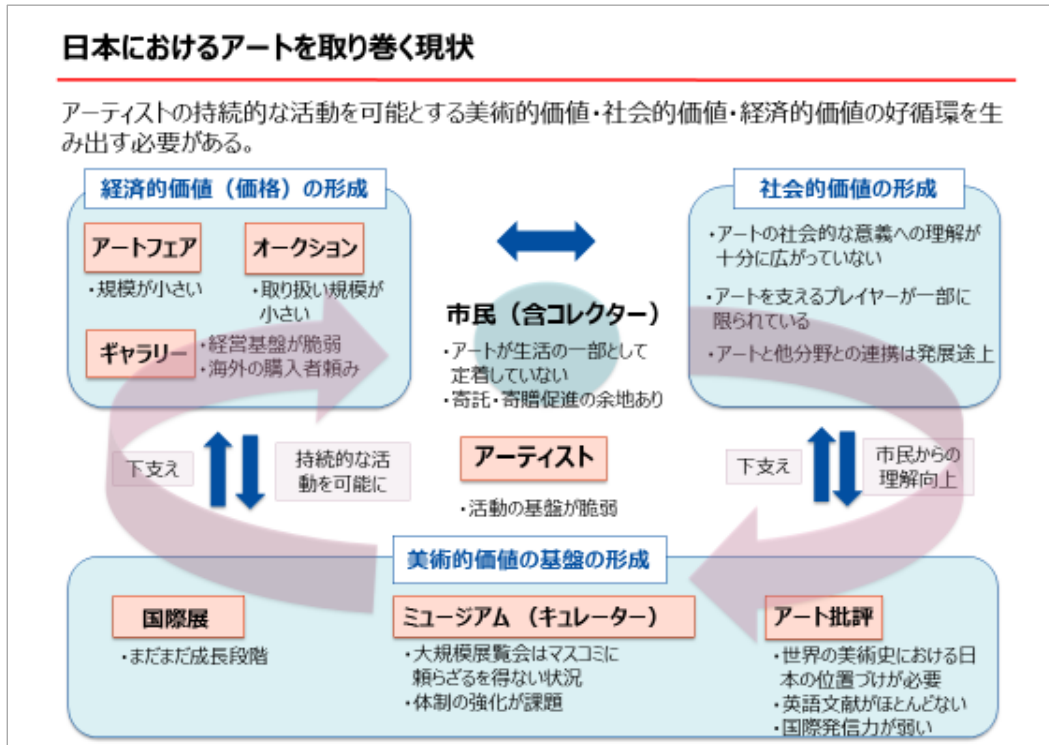 日本におけるアートを取り巻く現状
アーティストの持続的な活動を可能とする美術的価値・社会的価値・経済的価値の好循環を生
み出す必要がある。
経済的価値（価格）の形成
アートフェア
・規模が小さい
オークション
・取り扱い規模が
小さい
ギャラリー
・経営基盤が脆弱
・海外の購入者頼み
市民（含コレクター）
・アートが生活の一部として
定着していない
・寄託・寄贈促進の余地あり
アーティスト
・活動の基盤が脆弱
社会的価値の形成
・アートの社会的な意義への理解が
十分に広がっていない
・アートを支えるプレイヤーが一部に
限られている
・アートと他分野との連携は発展途上
下支え
持続的な活
動を可能に
下支え
市民からの
理解向上
美術的価値の基盤の形成
国際展
・まだまだ成長段階
ミュージアム （キュレーター）
・大規模展覧会はマスコミに
頼らざるを得ない状況
・体制の強化が課題
アート批評
・世界の美術史における日
本の位置づけが必要
・英語文献がほとんどない
・国際発信力が弱い